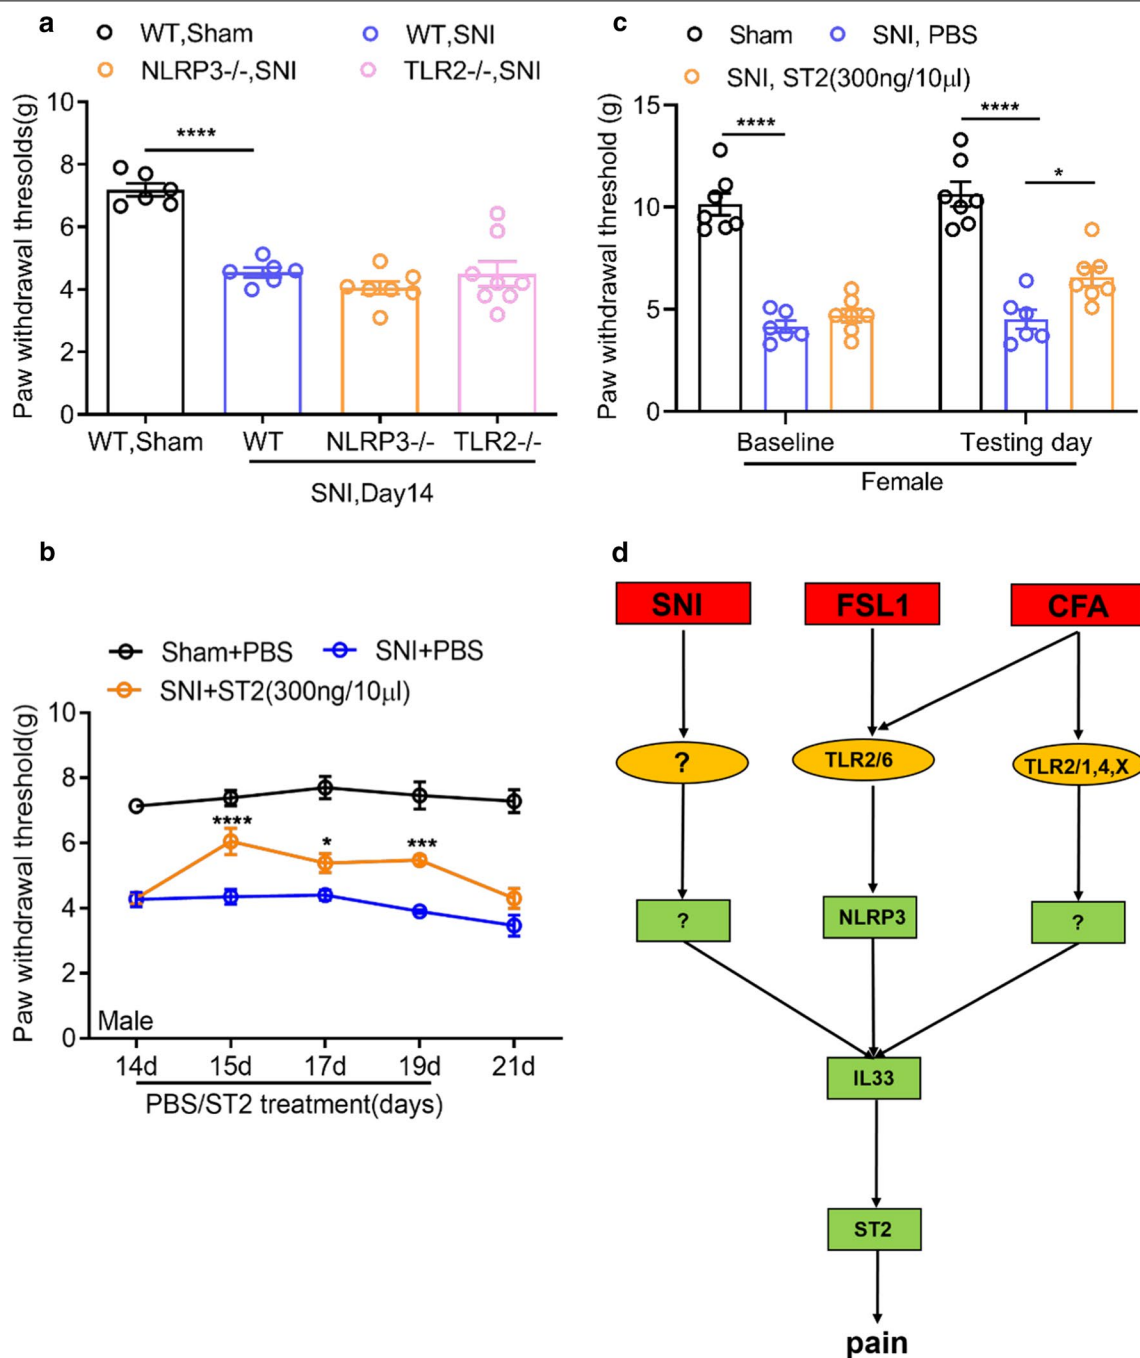 a
WT,Sham
WT,SNI
NLRP3-/-,SNI
TLR2-/-,SNI
Paw withdrawal thresolds(g)
10
8
6
4
2
0
****
WT,Sham
WT
NLRP3-/-
TLR2-/-
SNI,Day14
c
Sham
SNI, PBS
SNI, ST2(300ng/10μl)
Paw withdrawal threshold (g)
15
10
5
0
****
****
*
Baseline
Testing day
Female
b
Sham+PBS
SNI+PBS
SNI+ST2(300ng/10μl)
Paw withdrawal threshold(g)
10
8
6
4
2
0
****
*
***
Male
14d
15d
17d
19d
21d
PBS/ST2 treatment(days)
d
SNI
FSL1
CFA
?
TLR2/6
TLR2/1,4,X
?
NLRP3
?
IL33
ST2
pain